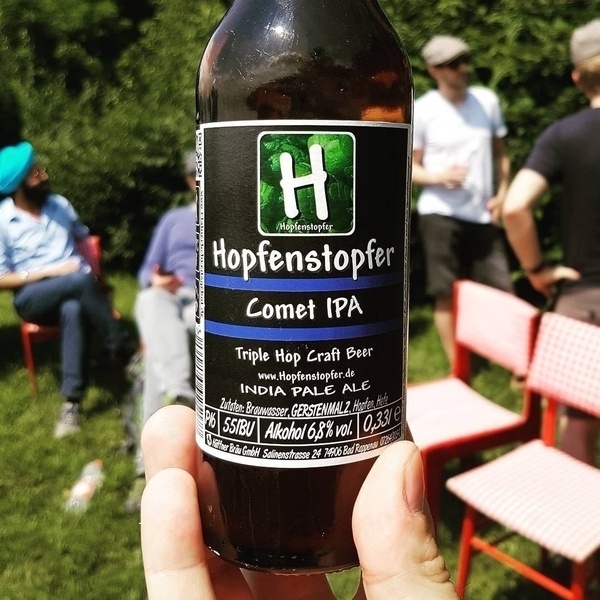 H
Hopfenstopfer
Hopfenstopfer
Comet IPA
Triple Hop Craft Beer
www.Hopfenstopfer.de
INDIA PALE ALE
Zutaten: Brauwasser, GERSTENMALZ, Hopfen, Hefe
P16 55IBU Alkohol 6,8% vol. 0,33l e
Häffner Bräu GmbH Salinenstrasse 24 74906 Bad Rappenau